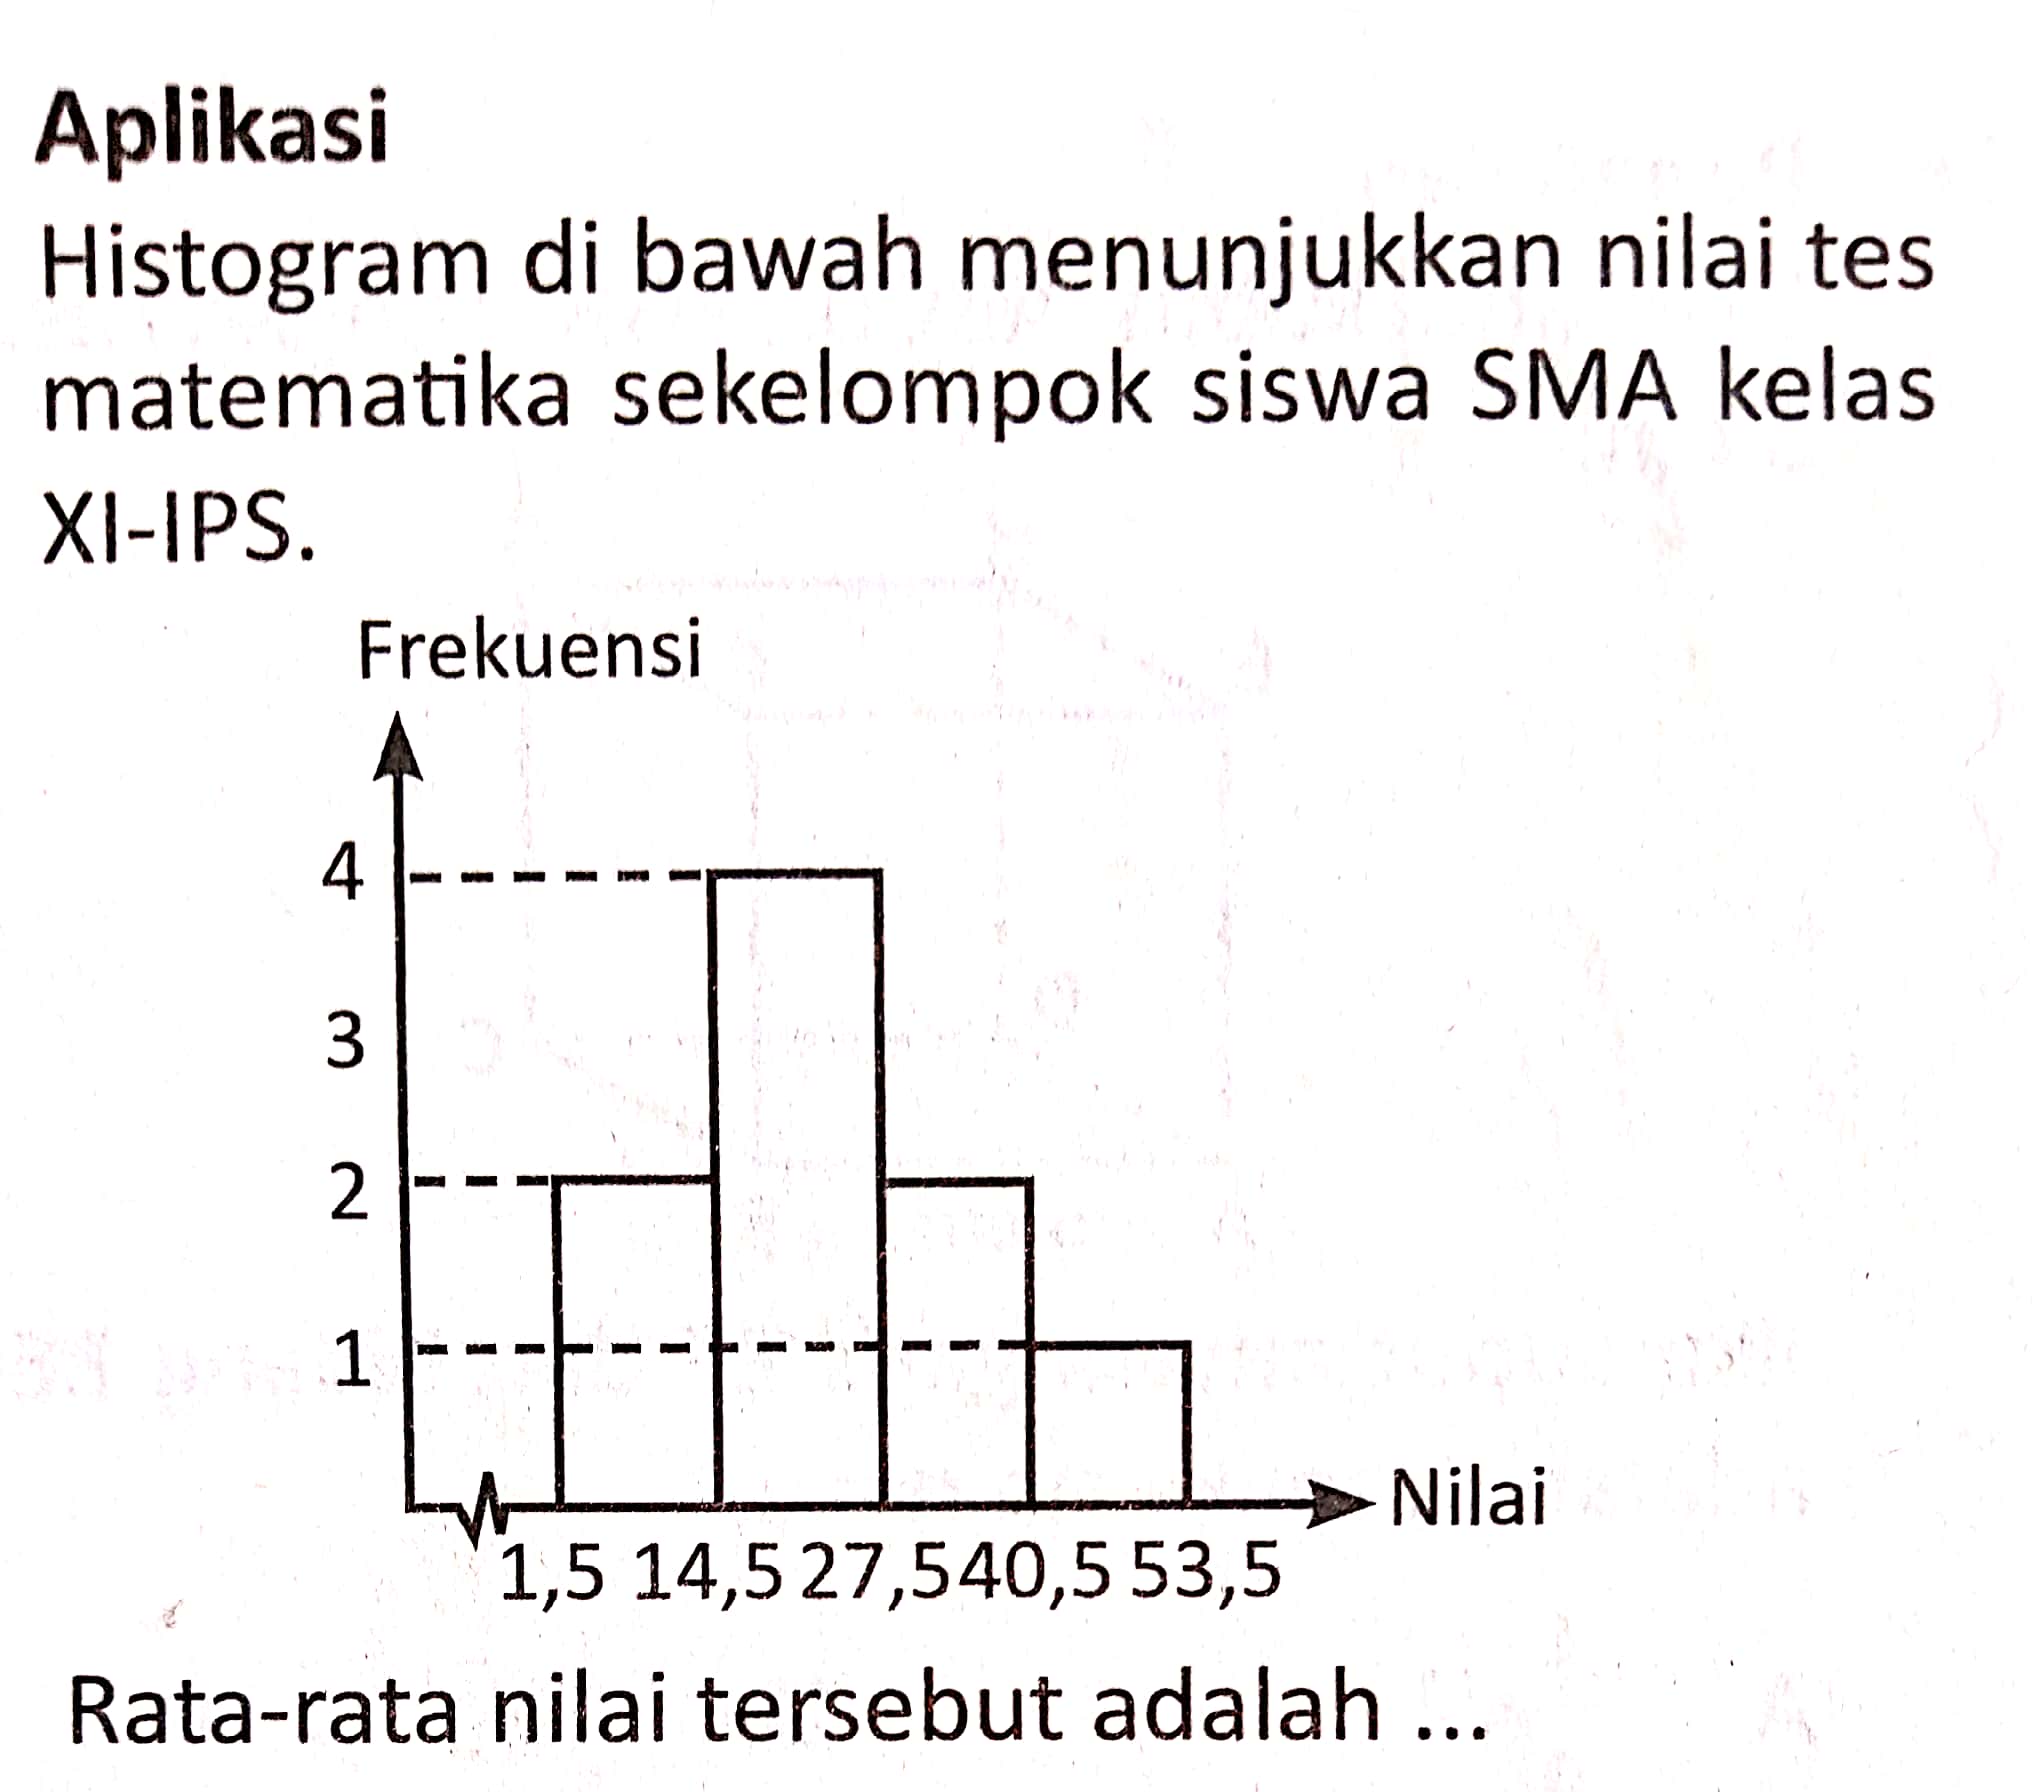 Aplikasi
Histogram di bawah menunjukkan nilai tes
matematika sekelompok siswa SMA kelas
XI-IPS.
Frekuensi
4
3
2
1
Nilai
1,5 14,5 27,5 40,5 53,5
Rata-rata nilai tersebut adalah ...